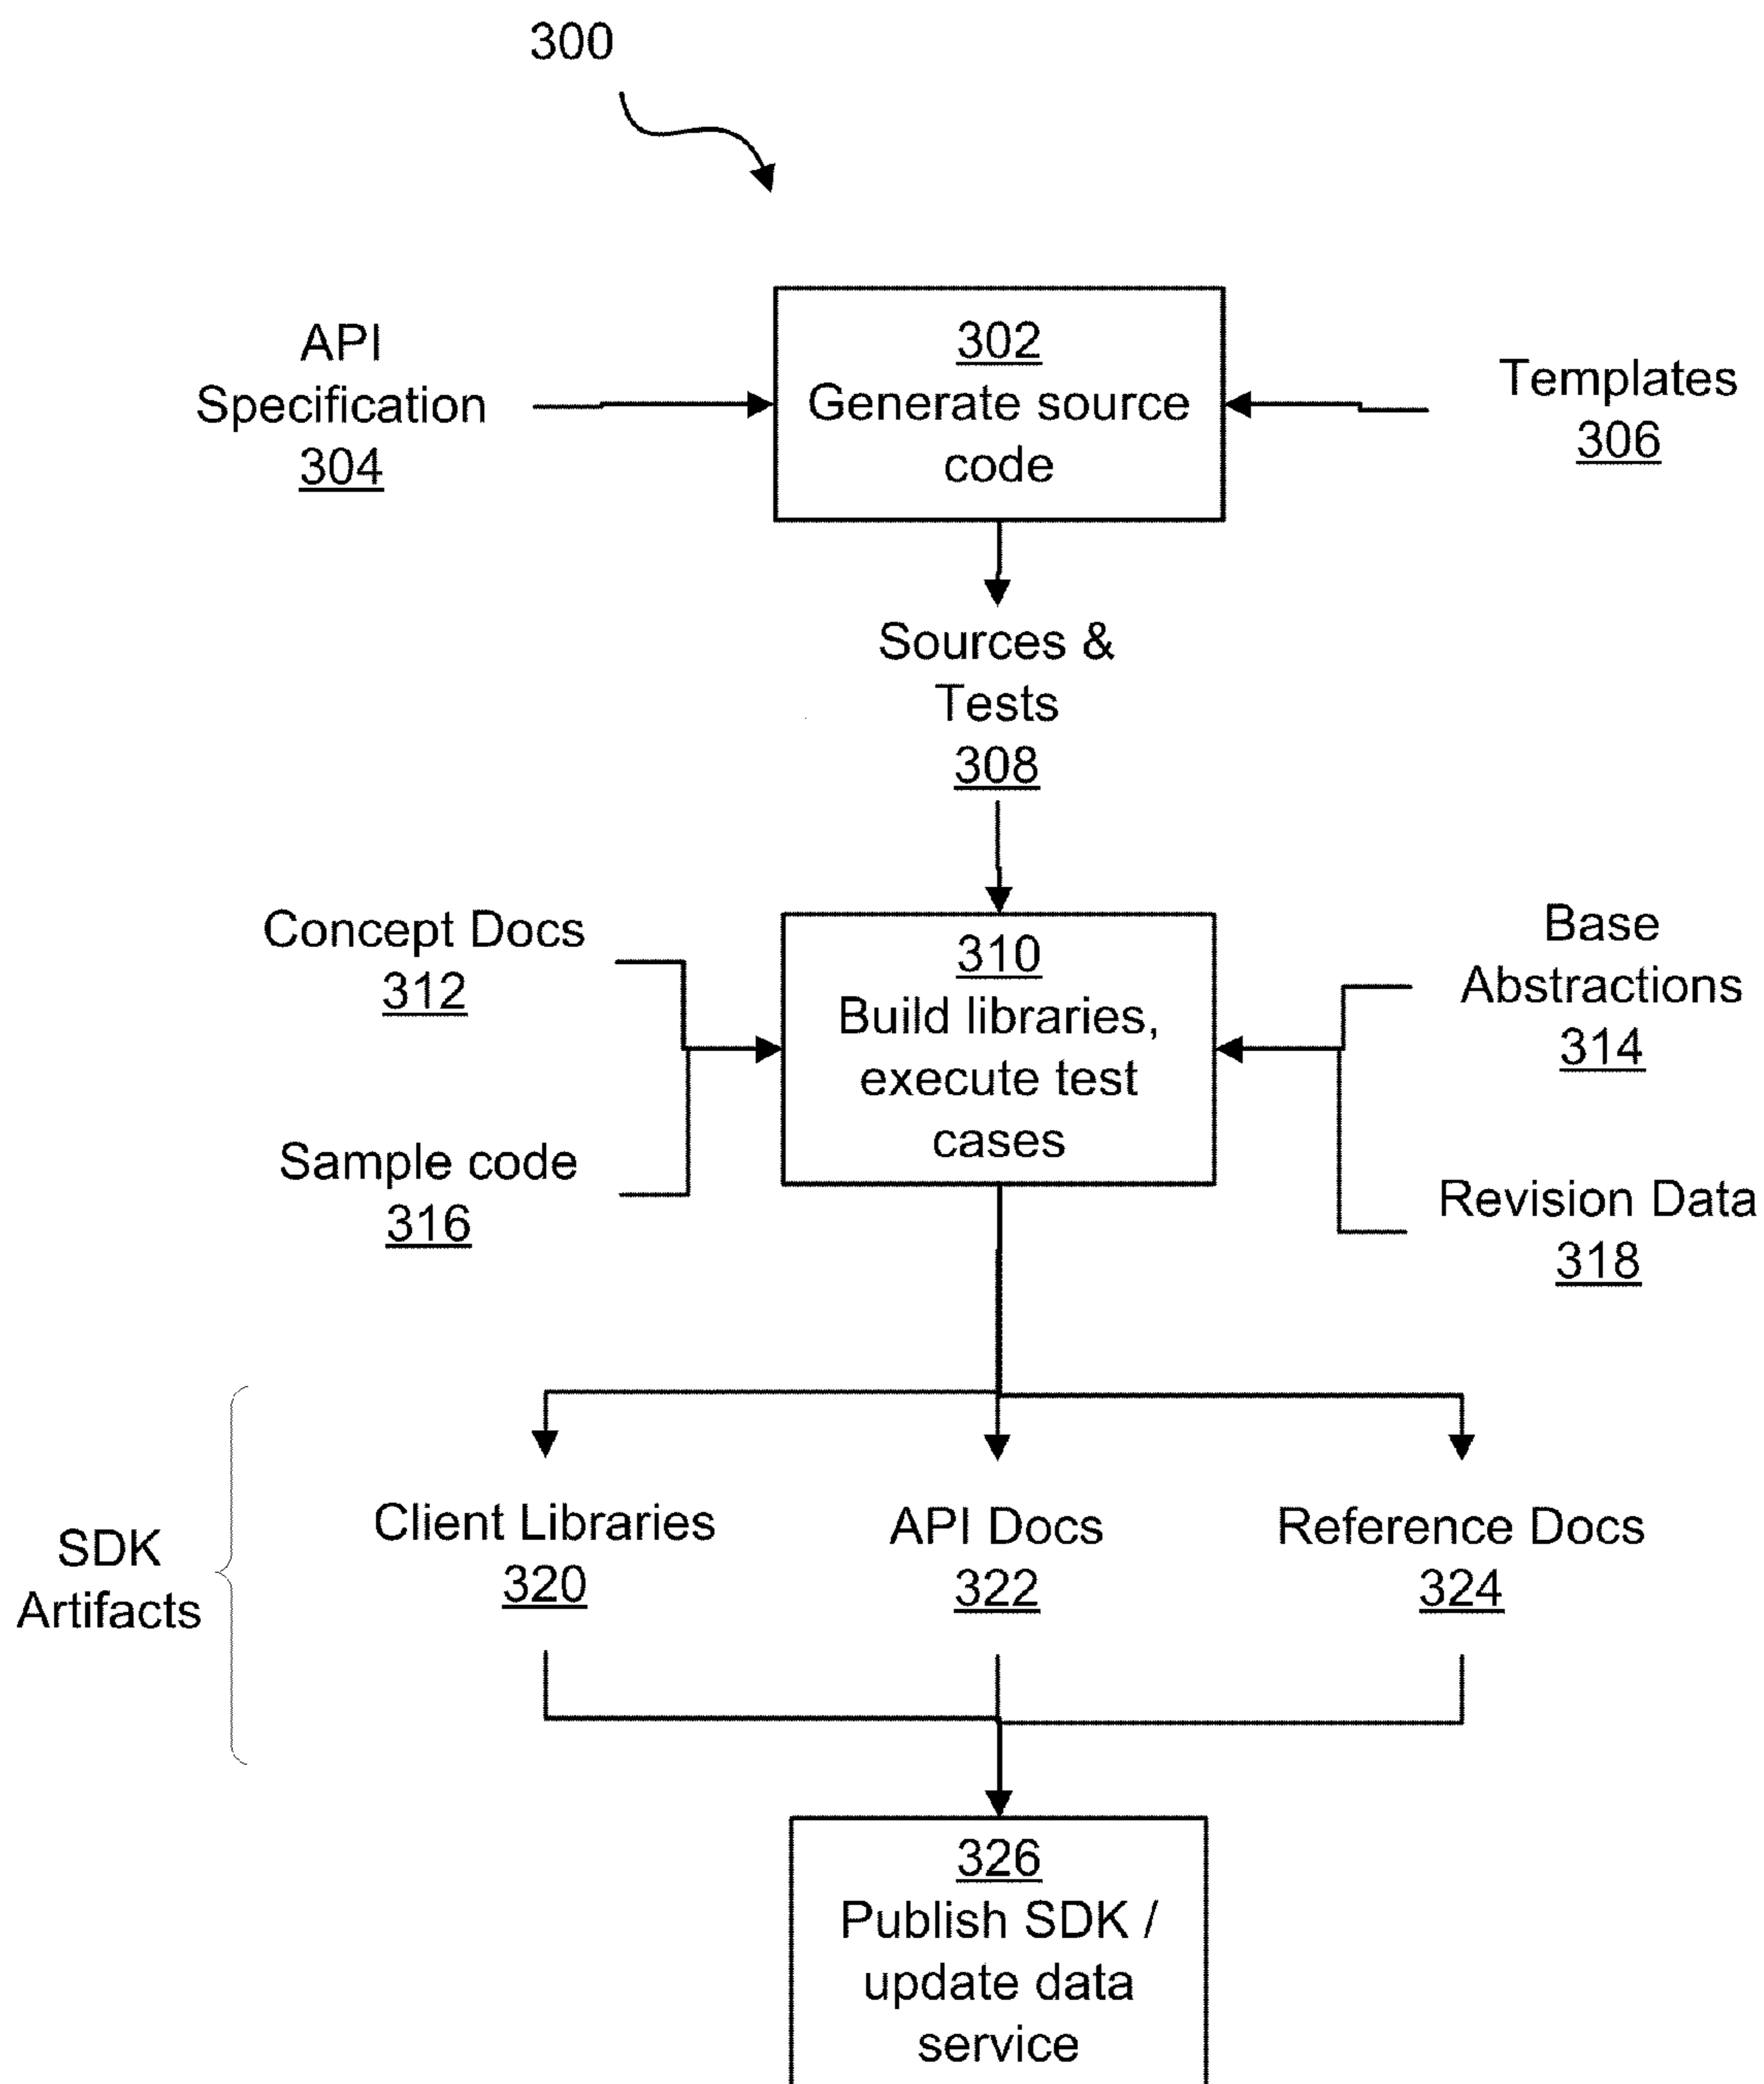 300
302
Generate source
code
API
Specification
304
Templates
306
Sources &
Tests
308
Concept Docs
312
310
Build libraries,
execute test
cases
Base
Abstractions
314
Sample code
316
Revision Data
318
SDK
Artifacts
Client Libraries
320
API Docs
322
Reference Docs
324
326
Publish SDK /
update data
service